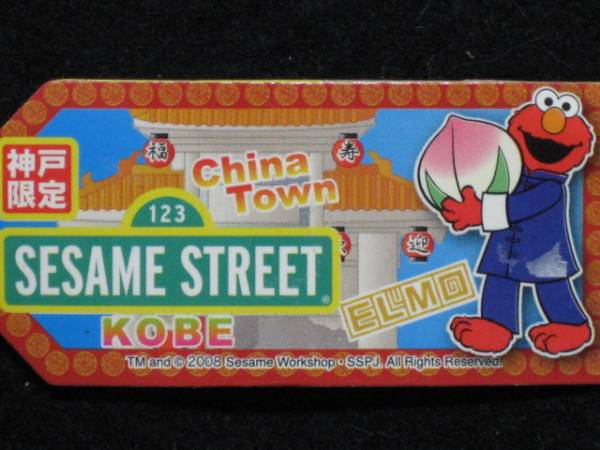 神戸
限定
福
寿
China
Town
123
SESAME STREET®
迎
ELMO
KOBE
TM and © 2008 Sesame Workshop・SSPJ. All Rights Reserved.